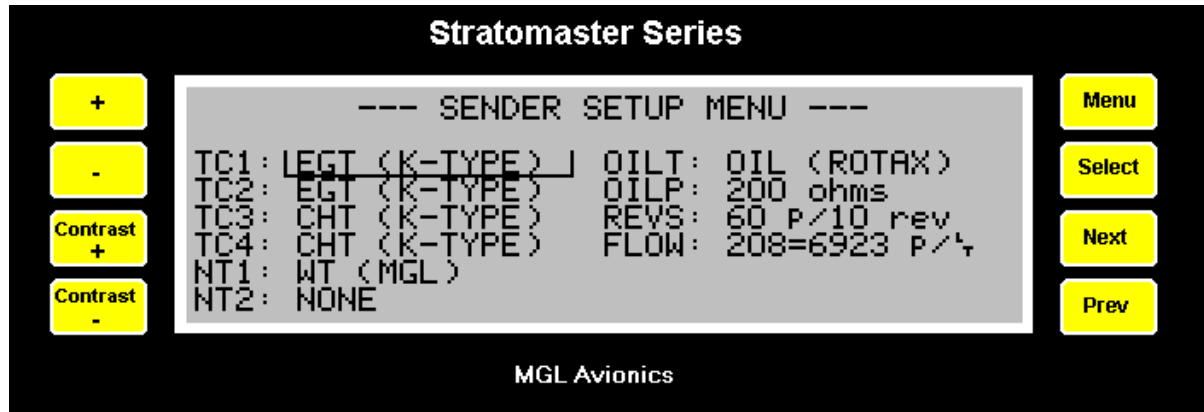 Stratomaster Series
+
-
Contrast
+
Contrast
-
--- SENDER SETUP MENU ---
TC1: EGT (K-TYPE)
TC2: EGT (K-TYPE)
TC3: CHT (K-TYPE)
TC4: CHT (K-TYPE)
NT1: WT (MGL)
NT2: NONE
OILT: OIL (ROTAX)
OILP: 200 ohms
REVS: 60 P/10 rev
FLOW: 208=6923 P/
Menu
Select
Next
Prev
MGL Avionics